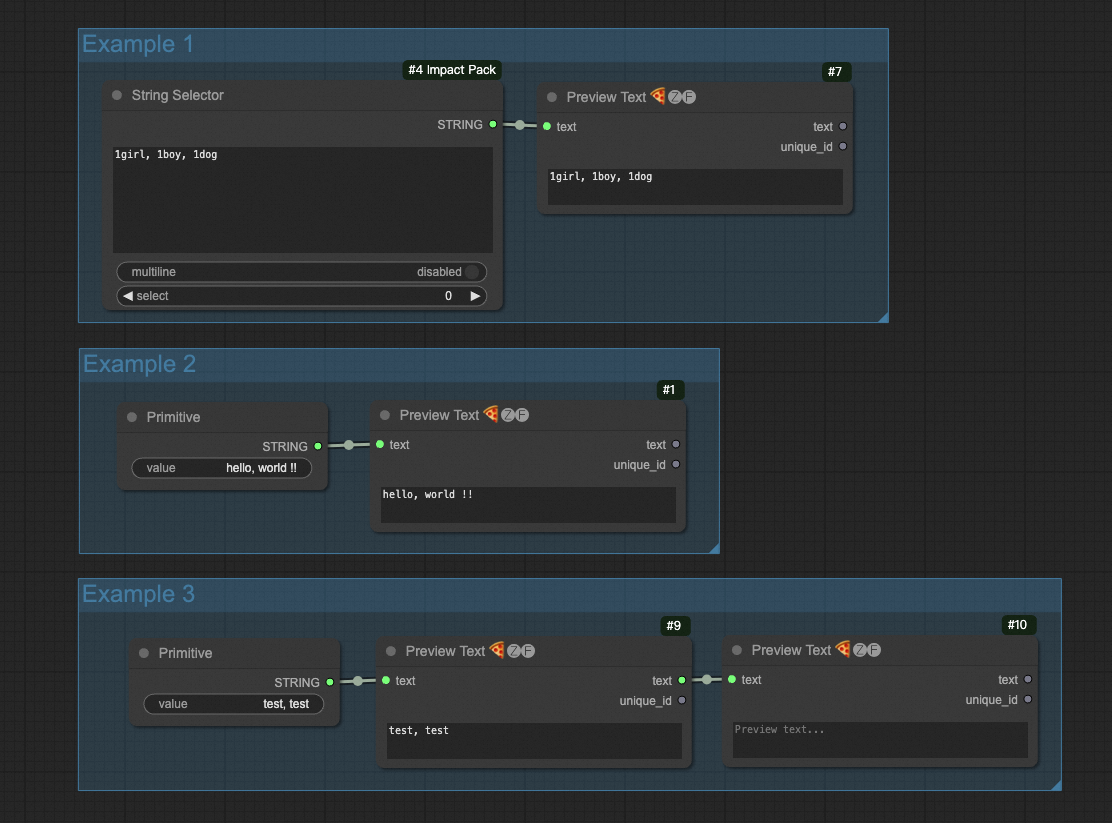 Example 1
#4 Impact Pack
#7
String Selector
Preview Text 🍕🅩🅕
STRING
text
text
unique_id
1girl, 1boy, 1dog
1girl, 1boy, 1dog
multiline disabled
select 0
Example 2
#1
Primitive
Preview Text 🍕🅩🅕
STRING
text
text
unique_id
value hello, world !!
hello, world !!
Example 3
#9
#10
Primitive
Preview Text 🍕🅩🅕
Preview Text 🍕🅩🅕
STRING
text
text
text
text
unique_id
unique_id
value test, test
test, test
Preview text...